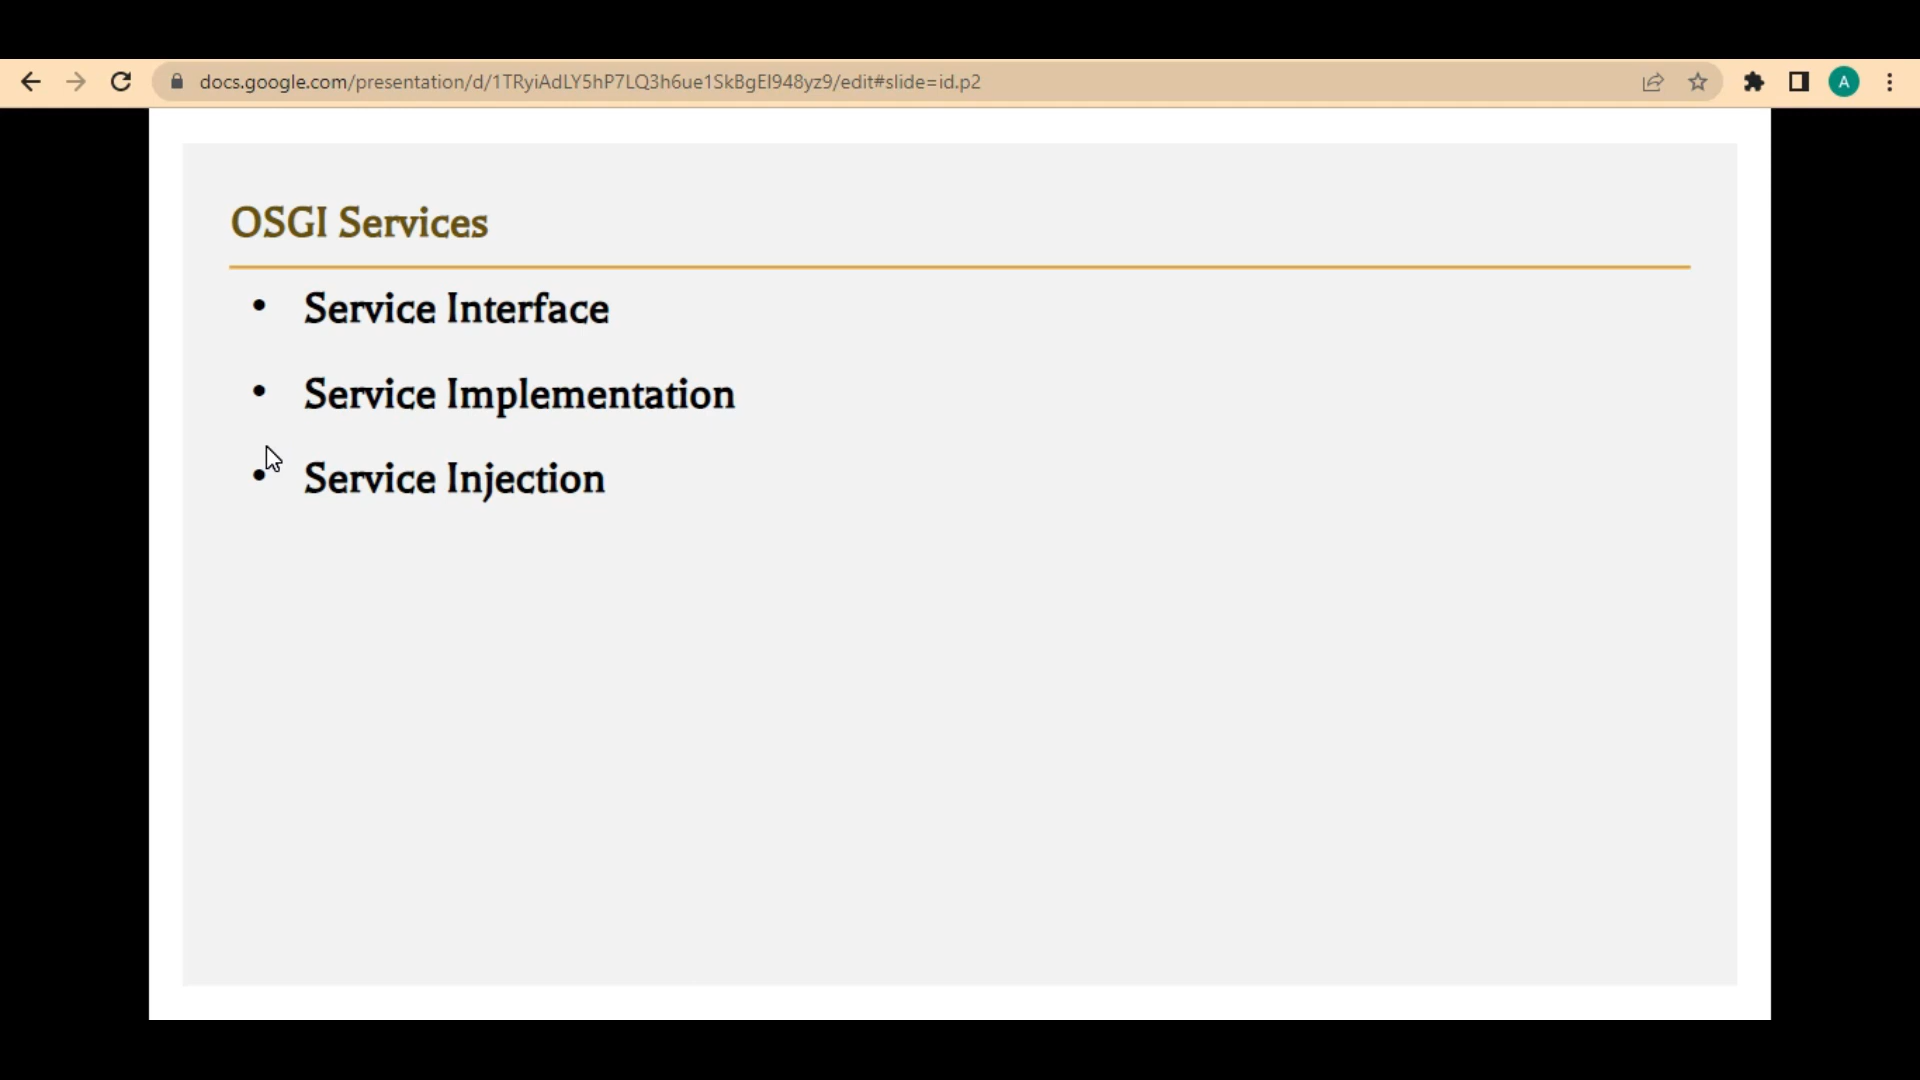 docs.google.com/presentation/d/1TRyiAdLY5hP7LQ3h6ue1SkBgEI948yz9/edit#slide=id.p2
A
OSGI Services
• Service Interface
• Service Implementation
• Service Injection